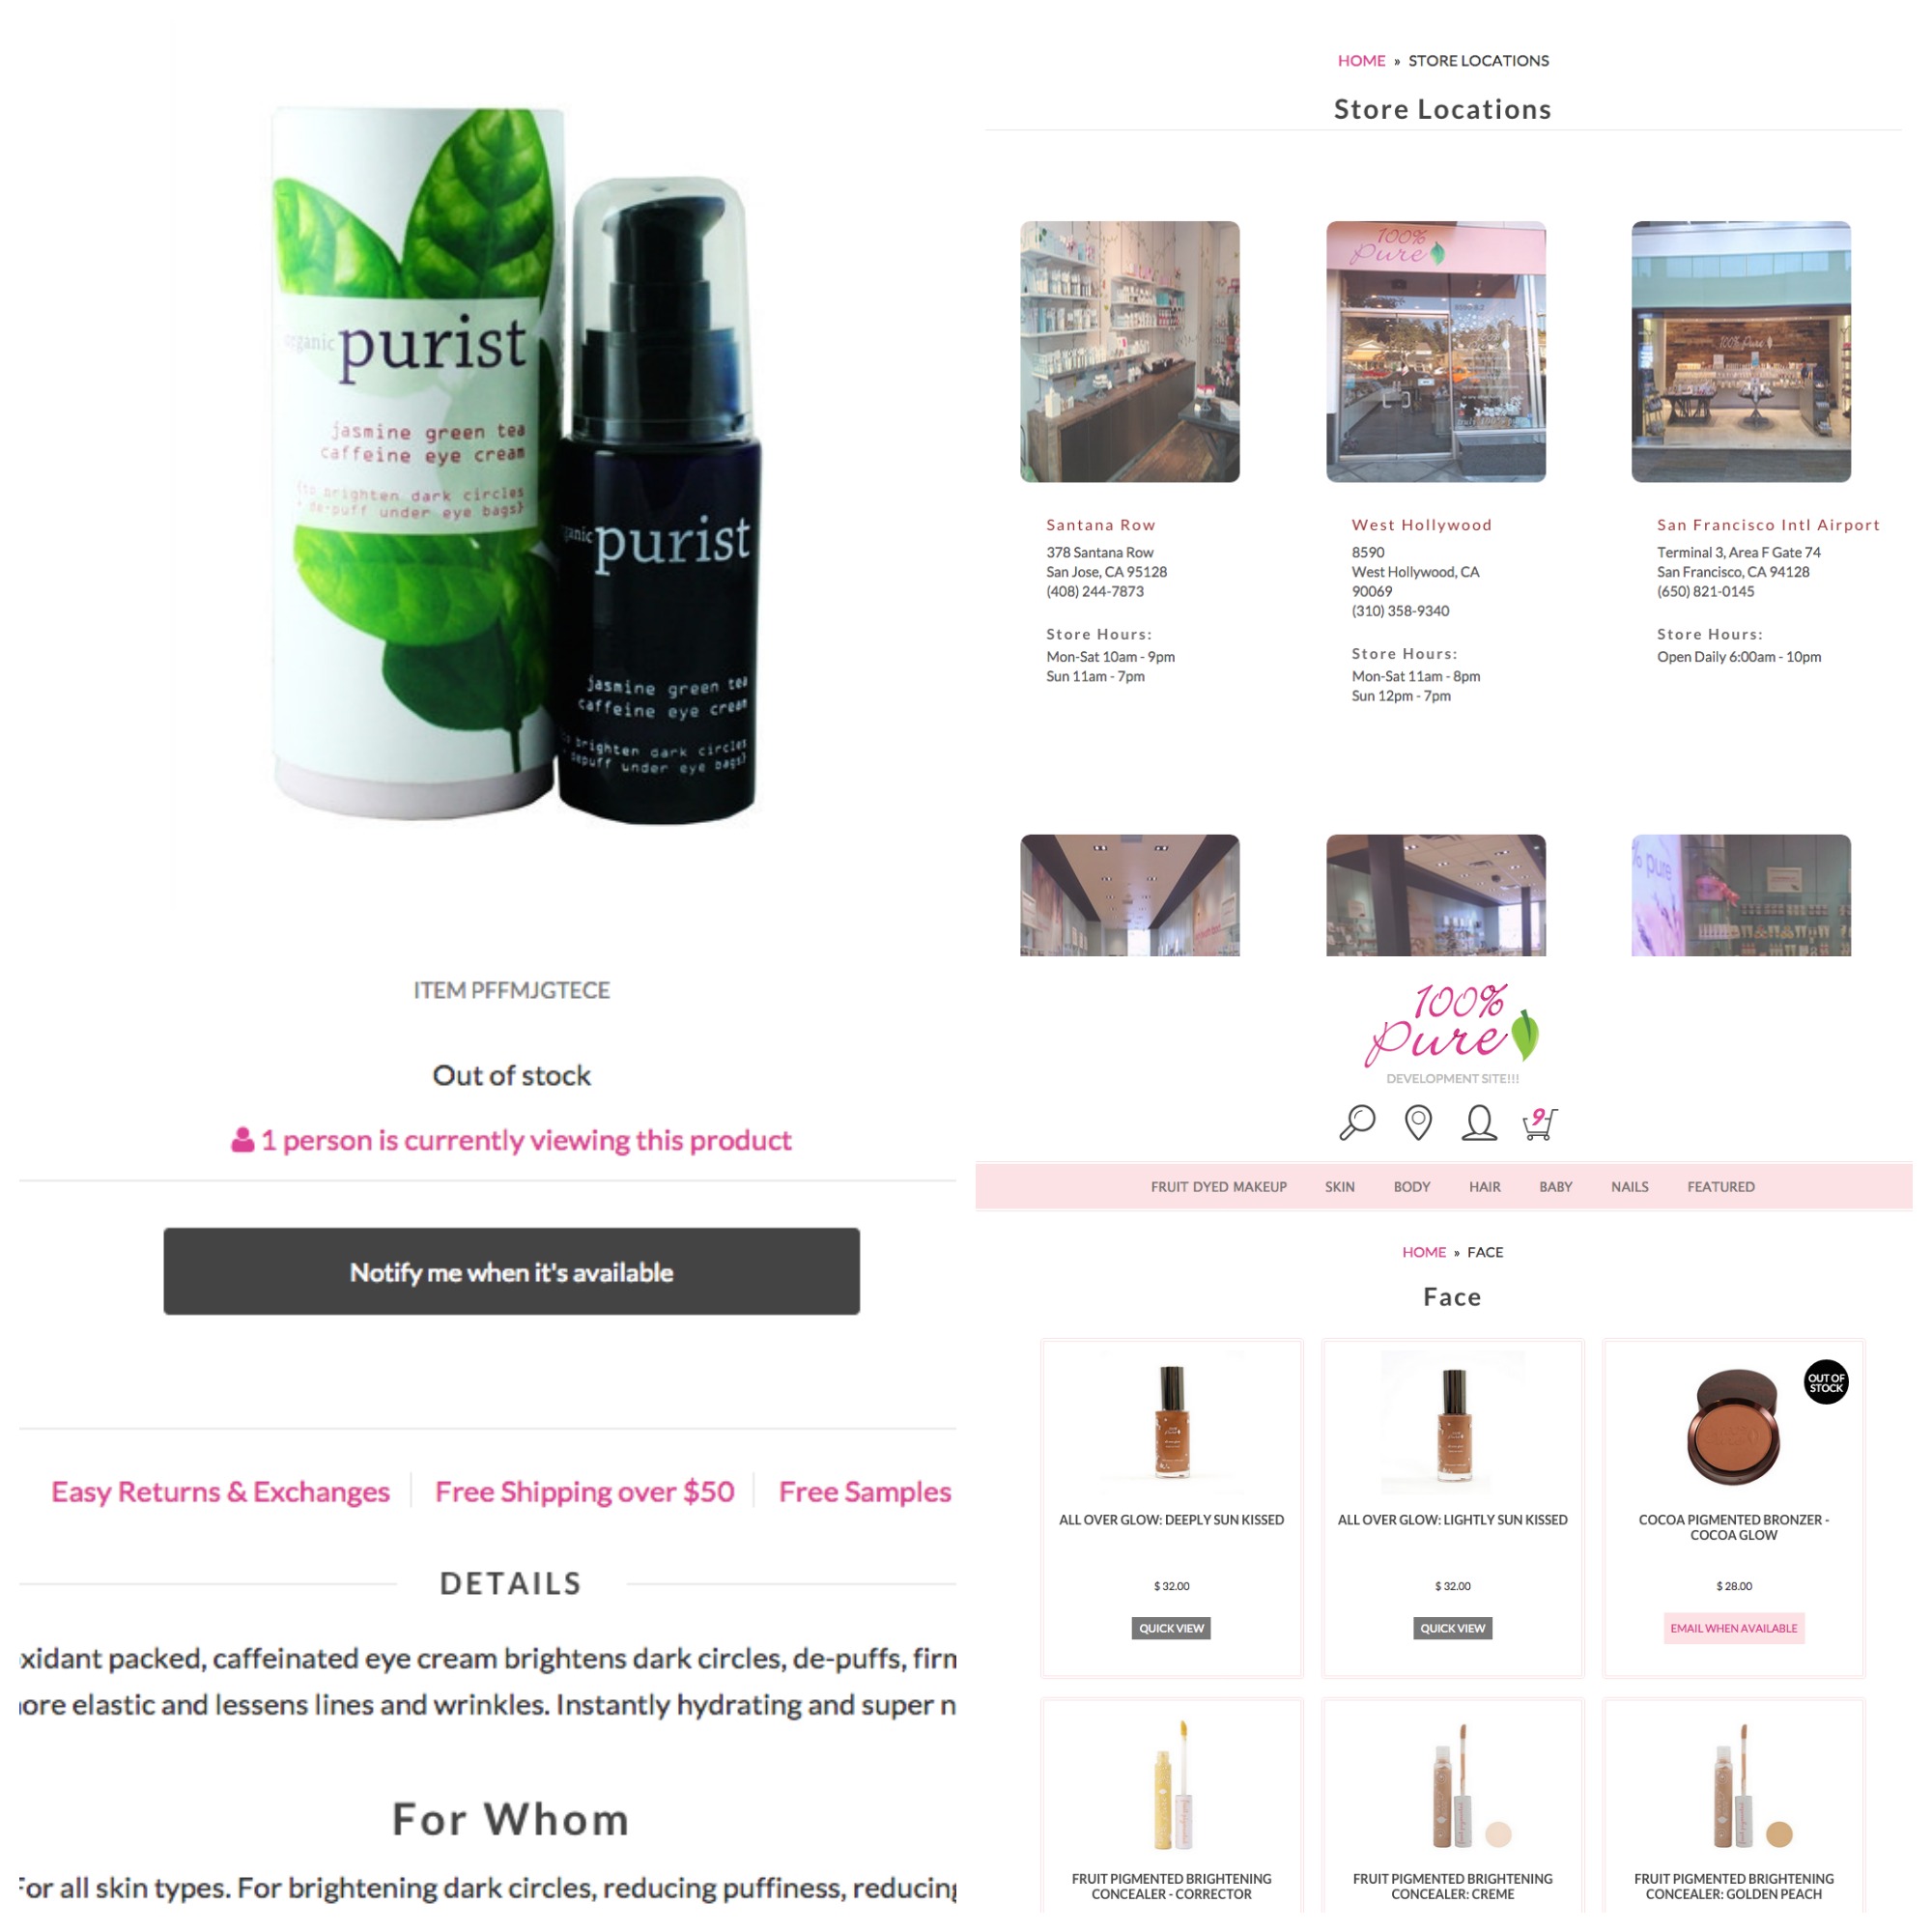 organic purist
jasmine green tea
caffeine eye cream
{to brighten dark circles
+ de-puff under eye bags}
purist
jasmine green tea
caffeine eye cream
brighten dark circles
depuff under eye bags}
ITEM PFFMJGTECE
Out of stock
1 person is currently viewing this product
Notify me when it's available
Easy Returns & Exchanges
Free Shipping over $50
Free Samples
DETAILS
xidant packed, caffeinated eye cream brightens dark circles, de-puffs, firm
ore elastic and lessens lines and wrinkles. Instantly hydrating and super n
For Whom
For all skin types. For brightening dark circles, reducing puffiness, reducing
HOME » STORE LOCATIONS
Store Locations
100%
Pure
100% Pure
Santana Row
378 Santana Row
San Jose, CA 95128
(408) 244-7873
Store Hours:
Mon-Sat 10am - 9pm
Sun 11am - 7pm
West Hollywood
8590
West Hollywood, CA
90069
(310) 358-9340
Store Hours:
Mon-Sat 11am - 8pm
Sun 12pm - 7pm
San Francisco Intl Airport
Terminal 3, Area F Gate 74
San Francisco, CA 94128
(650) 821-0145
Store Hours:
Open Daily 6:00am - 10pm
% pure
100%
Pure
DEVELOPMENT SITE!!!
9
FRUIT DYED MAKEUP
SKIN
BODY
HAIR
BABY
NAILS
FEATURED
HOME » FACE
Face
ALL OVER GLOW: DEEPLY SUN KISSED
$ 32.00
QUICK VIEW
ALL OVER GLOW: LIGHTLY SUN KISSED
$ 32.00
QUICK VIEW
OUT OF
STOCK
COCOA PIGMENTED BRONZER -
COCOA GLOW
$ 28.00
EMAIL WHEN AVAILABLE
FRUIT PIGMENTED BRIGHTENING
CONCEALER - CORRECTOR
FRUIT PIGMENTED BRIGHTENING
CONCEALER: CREME
FRUIT PIGMENTED BRIGHTENING
CONCEALER: GOLDEN PEACH